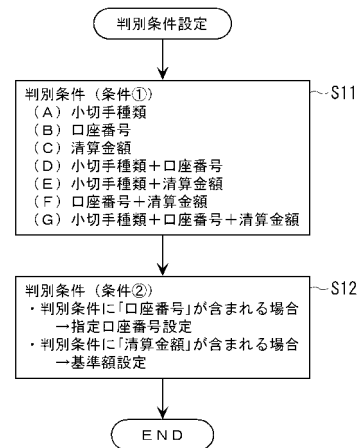 判別条件設定
S11
判別条件（条件①）
（A）小切手種類
（B）口座番号
（C）清算金額
（D）小切手種類＋口座番号
（E）小切手種類＋清算金額
（F）口座番号＋清算金額
（G）小切手種類＋口座番号＋清算金額
S12
判別条件（条件②）
・判別条件に「口座番号」が含まれる場合
→指定口座番号設定
・判別条件に「清算金額」が含まれる場合
→基準額設定
END